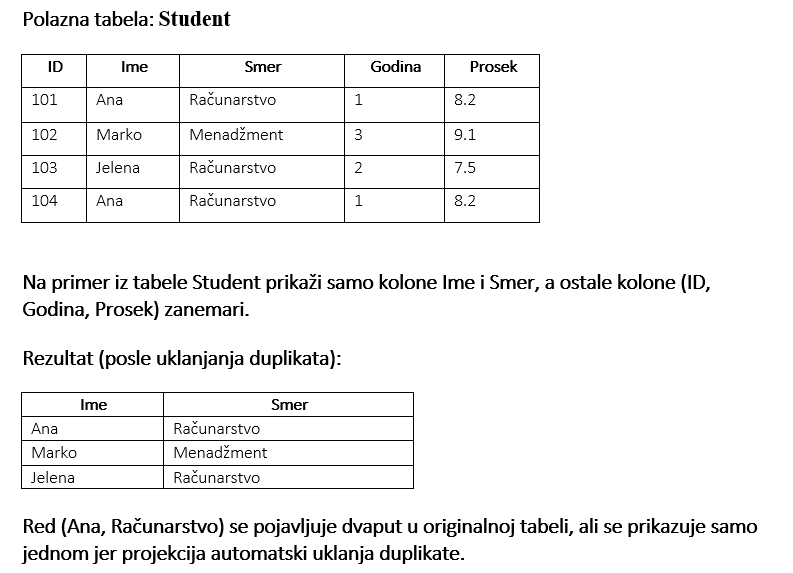 Polazna tabela: Student
ID Ime Smer Godina Prosek
101 Ana Računarstvo 1 8.2
102 Marko Menadžment 3 9.1
103 Jelena Računarstvo 2 7.5
104 Ana Računarstvo 1 8.2
Na primer iz tabele Student prikaži samo kolone Ime i Smer, a ostale kolone (ID,
Godina, Prosek) zanemari.
Rezultat (posle uklanjanja duplikata):
Ime Smer
Ana Računarstvo
Marko Menadžment
Jelena Računarstvo
Red (Ana, Računarstvo) se pojavljuje dvaput u originalnoj tabeli, ali se prikazuje samo
jednom jer projekcija automatski uklanja duplikate.